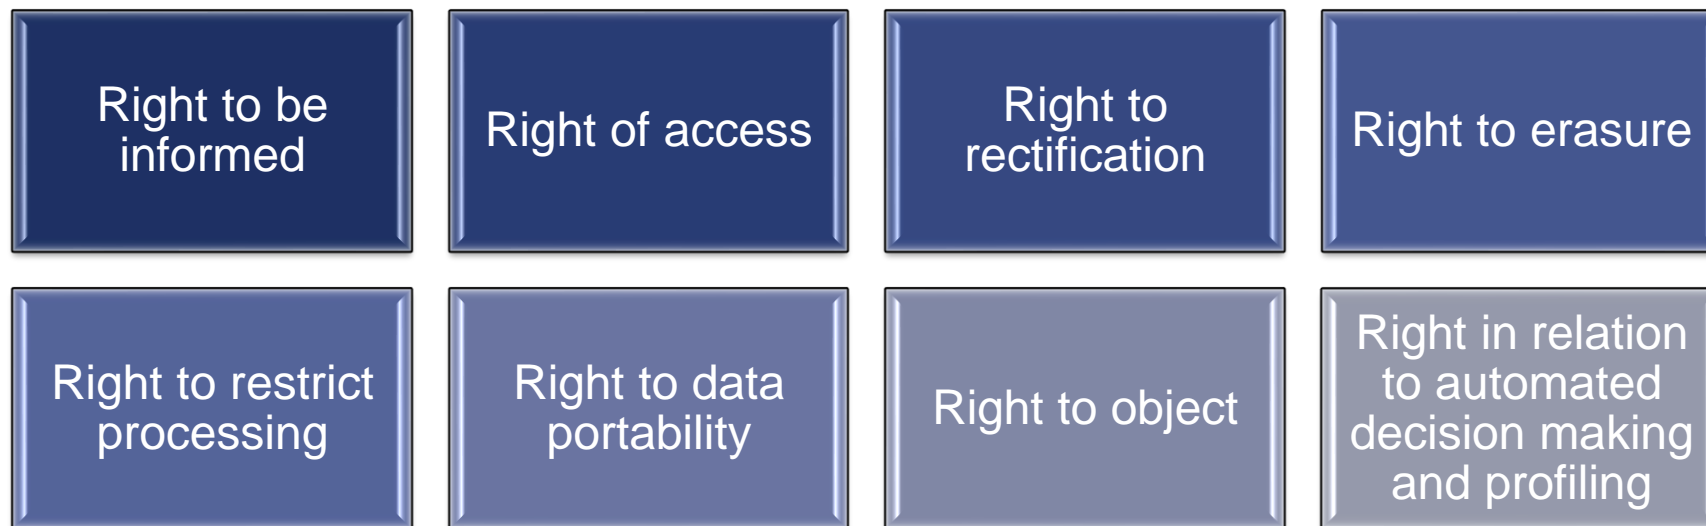 Right to be
informed
Right of access
Right to
rectification
Right to erasure
Right to restrict
processing
Right to data
portability
Right to object
Right in relation
to automated
decision making
and profiling